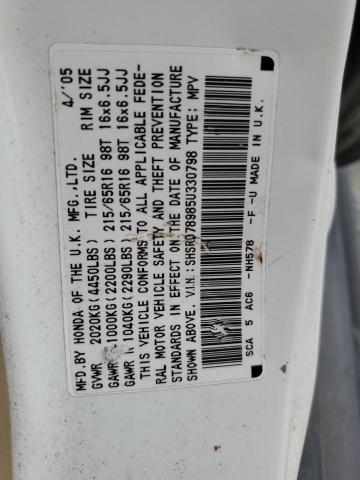 MFD. BY HONDA OF THE U.K. MFG.,LTD. 4/'05
GVWR 2020KG(4450LBS) TIRE SIZE RIM SIZE
GAWR 1000KG(2200LBS) 215/65R16 98T 16x6.5JJ
GAWR 1040KG(2290LBS) 215/65R16 98T 16x6.5JJ
THIS VEHICLE CONFORMS TO ALL APPLICABLE FEDE-
RAL MOTOR VEHICLE SAFETY AND THEFT PREVENTION
STANDARDS IN EFFECT ON THE DATE OF MANUFACTURE
SHOWN ABOVE. V.I.N.:SHSRD78985U330798 TYPE: MPV
SCA 5 AC6 -NH578 -F -U MADE IN U.K.